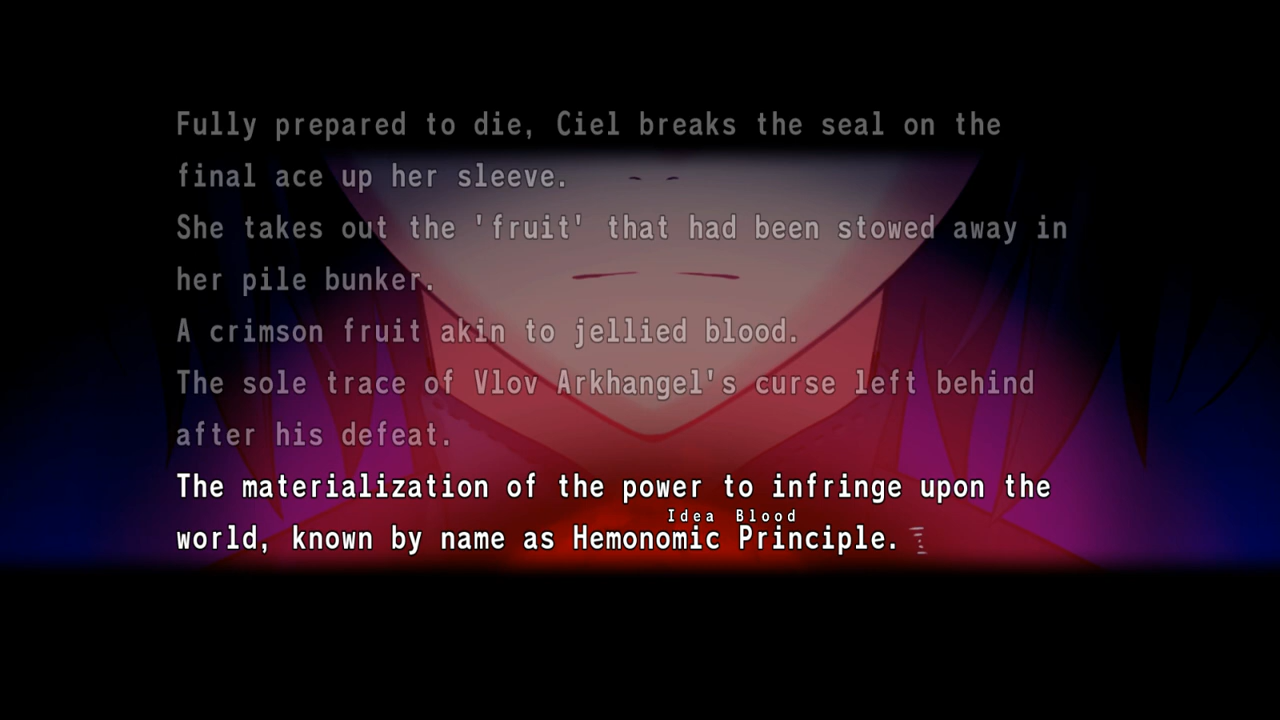 Fully prepared to die, Ciel breaks the seal on the
final ace up her sleeve.
She takes out the 'fruit' that had been stowed away in
her pile bunker.
A crimson fruit akin to jellied blood.
The sole trace of Vlov Arkhangel's curse left behind
after his defeat.
The materialization of the power to infringe upon the
Idea Blood
world, known by name as Hemonomic Principle.